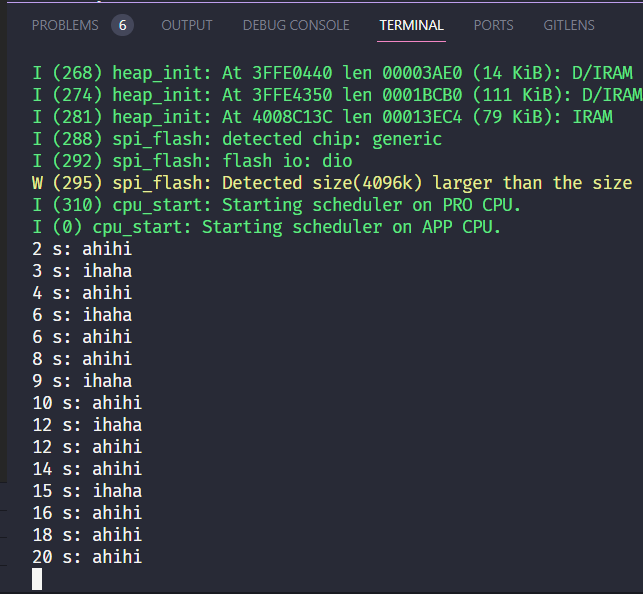 PROBLEMS 6 OUTPUT DEBUG CONSOLE TERMINAL PORTS GITLENS
I (268) heap_init: At 3FFE0440 len 00003AE0 (14 KiB): D/IRAM
I (274) heap_init: At 3FFE4350 len 0001BCB0 (111 KiB): D/IRAM
I (281) heap_init: At 4008C13C len 00013EC4 (79 KiB): IRAM
I (288) spi_flash: detected chip: generic
I (292) spi_flash: flash io: dio
W (295) spi_flash: Detected size(4096k) larger than the size
I (310) cpu_start: Starting scheduler on PRO CPU.
I (0) cpu_start: Starting scheduler on APP CPU.
2 s: ahihi
3 s: ihaha
4 s: ahihi
6 s: ihaha
6 s: ahihi
8 s: ahihi
9 s: ihaha
10 s: ahihi
12 s: ihaha
12 s: ahihi
14 s: ahihi
15 s: ihaha
16 s: ahihi
18 s: ahihi
20 s: ahihi